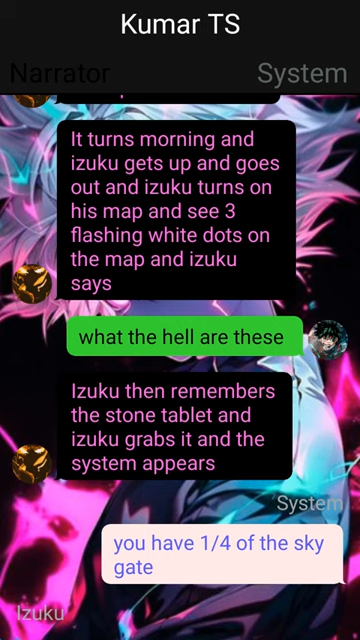 Kumar TS
Narrator
System
It turns morning and
izuku gets up and goes
out and izuku turns on
his map and see 3
flashing white dots on
the map and izuku
says
what the hell are these
Izuku then remembers
the stone tablet and
izuku grabs it and the
system appears
System
you have 1/4 of the sky
gate
Izuku